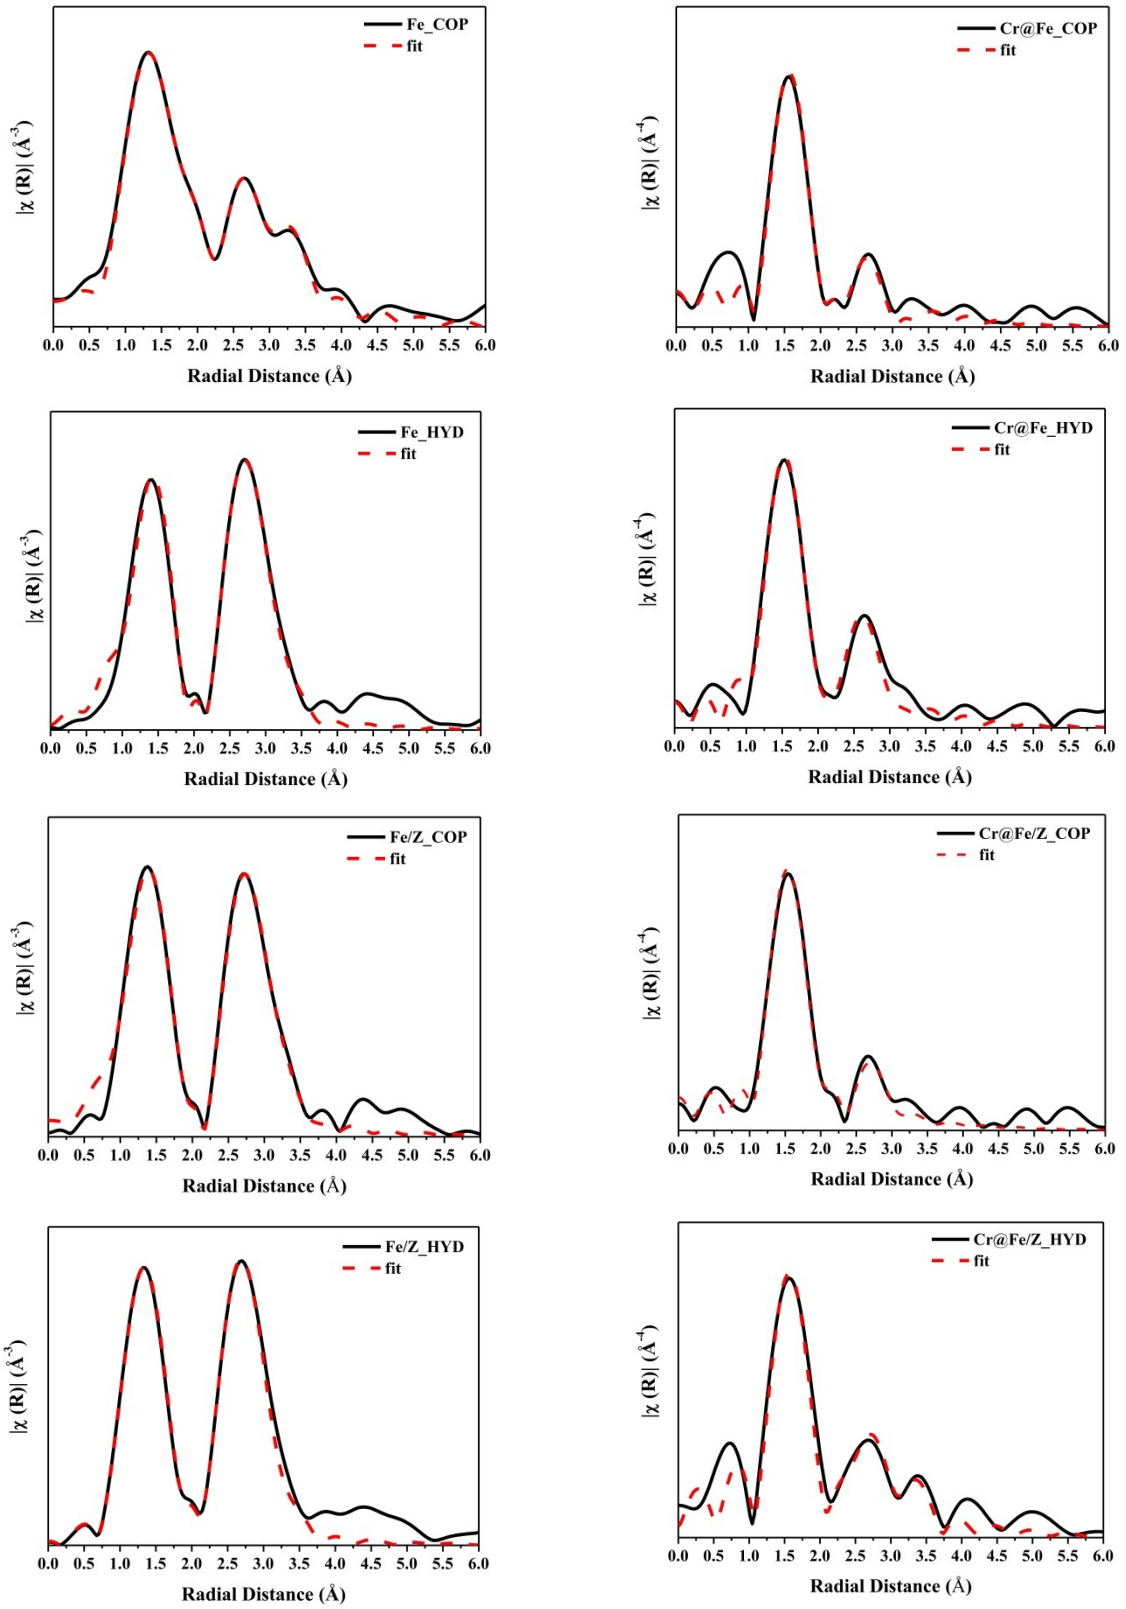 Fe_COP
fit
|χ (R)| (Å⁻³)
0.0 0.5 1.0 1.5 2.0 2.5 3.0 3.5 4.0 4.5 5.0 5.5 6.0
Radial Distance (Å)
Cr@Fe_COP
fit
|χ (R)| (Å⁻⁴)
0.0 0.5 1.0 1.5 2.0 2.5 3.0 3.5 4.0 4.5 5.0 5.5 6.0
Radial Distance (Å)
Fe_HYD
fit
|χ (R)| (Å⁻³)
0.0 0.5 1.0 1.5 2.0 2.5 3.0 3.5 4.0 4.5 5.0 5.5 6.0
Radial Distance (Å)
Cr@Fe_HYD
fit
|χ (R)| (Å⁻⁴)
0.0 0.5 1.0 1.5 2.0 2.5 3.0 3.5 4.0 4.5 5.0 5.5 6.0
Radial Distance (Å)
Fe/Z_COP
fit
|χ (R)| (Å⁻³)
0.0 0.5 1.0 1.5 2.0 2.5 3.0 3.5 4.0 4.5 5.0 5.5 6.0
Radial Distance (Å)
Cr@Fe/Z_COP
fit
|χ (R)| (Å⁻⁴)
0.0 0.5 1.0 1.5 2.0 2.5 3.0 3.5 4.0 4.5 5.0 5.5 6.0
Radial Distance (Å)
Fe/Z_HYD
fit
|χ (R)| (Å⁻³)
0.0 0.5 1.0 1.5 2.0 2.5 3.0 3.5 4.0 4.5 5.0 5.5 6.0
Radial Distance (Å)
Cr@Fe/Z_HYD
fit
|χ (R)| (Å⁻⁴)
0.0 0.5 1.0 1.5 2.0 2.5 3.0 3.5 4.0 4.5 5.0 5.5 6.0
Radial Distance (Å)